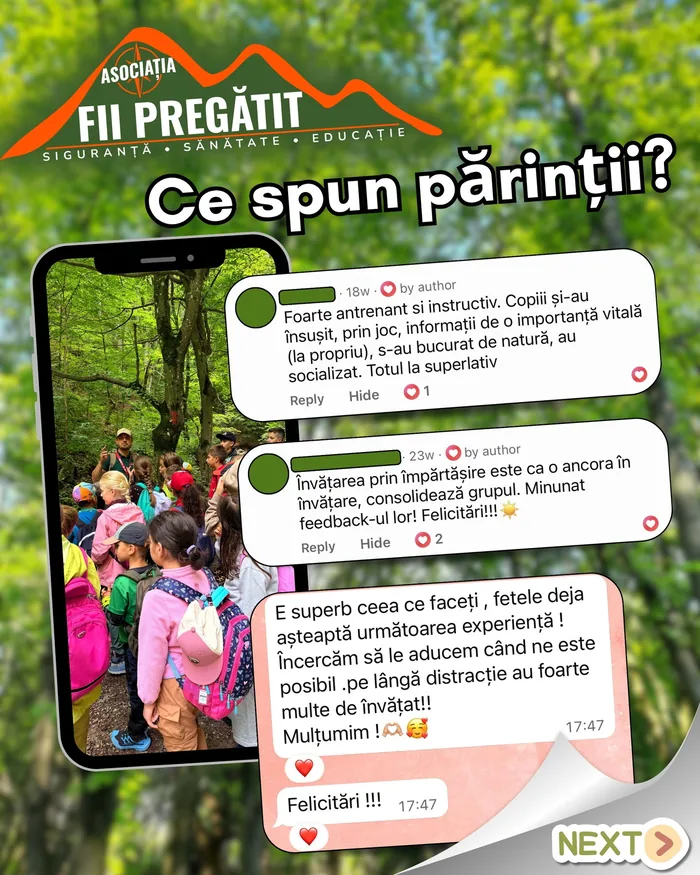 ASOCIAȚIA
FII PREGĂTIT
SIGURANȚĂ • SĂNĂTATE • EDUCAȚIE
Ce spun părinții?
· 18w · by author
Foarte antrenant si instructiv. Copiii și-au
însușit, prin joc, informații de o importanță vitală
(la propriu), s-au bucurat de natură, au
socializat. Totul la superlativ
Reply Hide 1
· 23w · by author
Învățarea prin împărtășire este ca o ancora în
învățare, consolidează grupul. Minunat
feedback-ul lor! Felicitări!!!☀️
Reply Hide 2
E superb ceea ce faceți , fetele deja
așteaptă următoarea experiență !
Încercăm să le aducem când ne este
posibil .pe lângă distracție au foarte
multe de învățat!!
Mulțumim !🫶🏼🥰 17:47
Felicitări !!! 17:47
NEXT